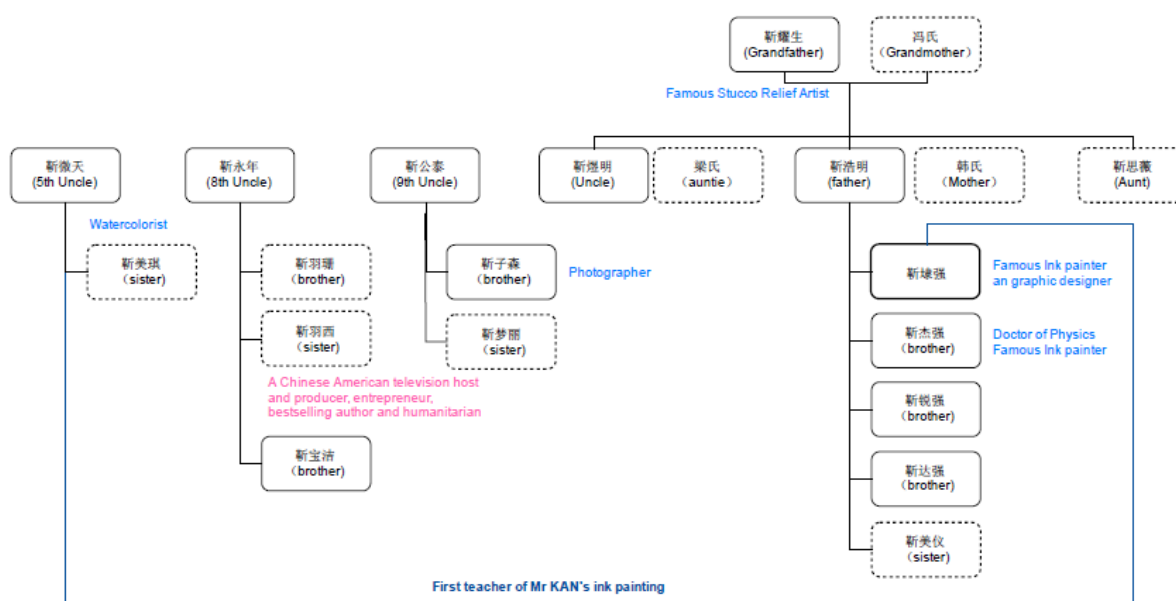 靳耀生
(Grandfather)
冯氏
（Grandmother）
Famous Stucco Relief Artist
靳微天
(5th Uncle)
靳永年
(8th Uncle)
靳公泰
(9th Uncle)
靳煜明
(Uncle)
梁氏
(auntie）
靳浩明
(father)
韩氏
（Mother）
靳思薇
(Aunt)
Watercolorist
靳美琪
（sister）
靳羽珊
（brother)
靳子森
（brother)
Photographer
靳埭强
Famous Ink painter
an graphic designer
靳羽西
（sister)
靳梦丽
（sister)
靳杰强
（brother)
Doctor of Physics
Famous Ink painter
A Chinese American television host
and producer, entrepreneur,
bestselling author and humanitarian
靳锐强
（brother)
靳宝洁
（brother)
靳达强
（brother)
靳美仪
（sister)
First teacher of Mr KAN's ink painting